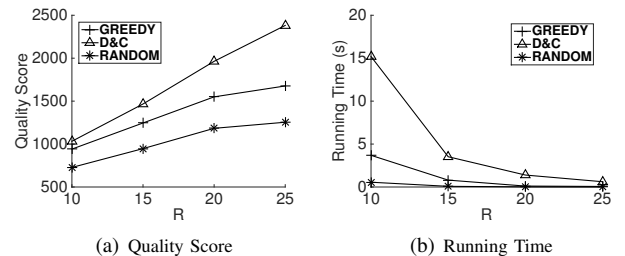 2500
2000
1500
1000
500
Quality Score
GREEDY
D&C
RANDOM
10 15 20 25
R
(a) Quality Score
20
15
10
5
0
Running Time (s)
GREEDY
D&C
RANDOM
10 15 20 25
R
(b) Running Time